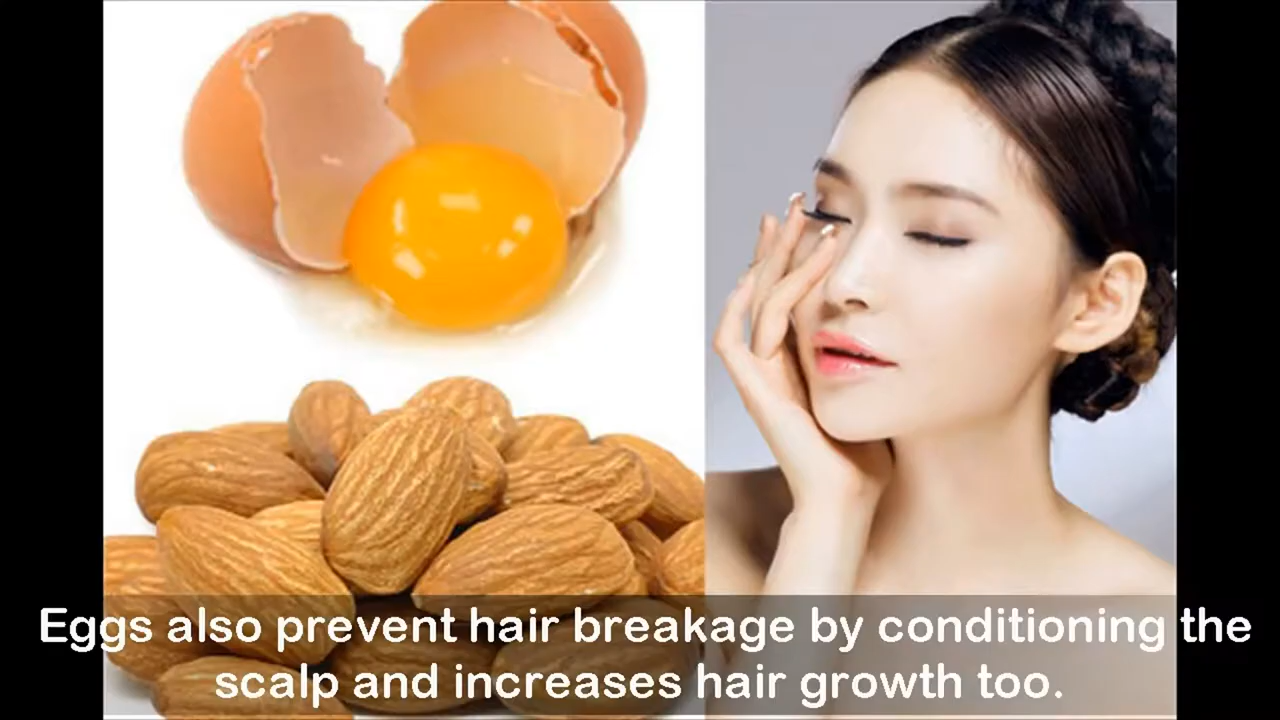 Eggs also prevent hair breakage by conditioning the
scalp and increases hair growth too.